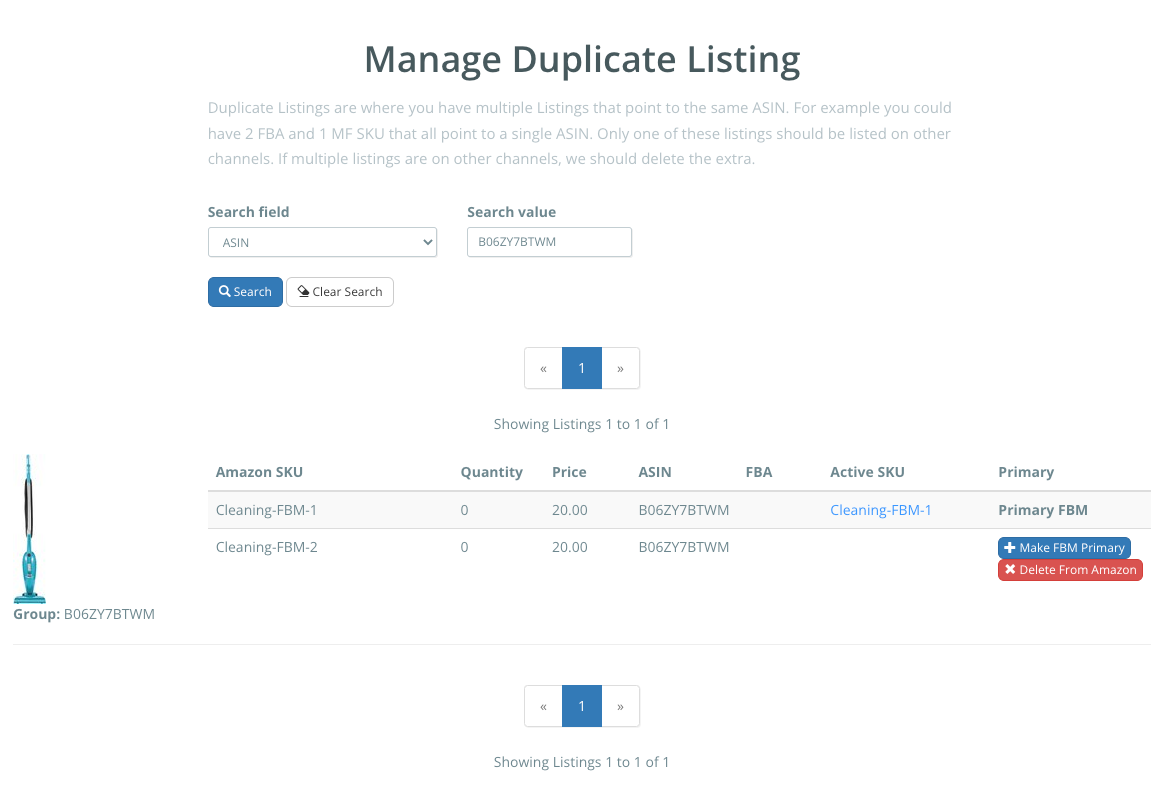 Manage Duplicate Listing
Duplicate Listings are where you have multiple Listings that point to the same ASIN. For example you could
have 2 FBA and 1 MF SKU that all point to a single ASIN. Only one of these listings should be listed on other
channels. If multiple listings are on other channels, we should delete the extra.
Search field Search value
ASIN B06ZY7BTWM
Search Clear Search
« 1 »
Showing Listings 1 to 1 of 1
Amazon SKU Quantity Price ASIN FBA Active SKU Primary
Cleaning-FBM-1 0 20.00 B06ZY7BTWM Cleaning-FBM-1 Primary FBM
Cleaning-FBM-2 0 20.00 B06ZY7BTWM Make FBM Primary
Delete From Amazon
Group: B06ZY7BTWM
« 1 »
Showing Listings 1 to 1 of 1